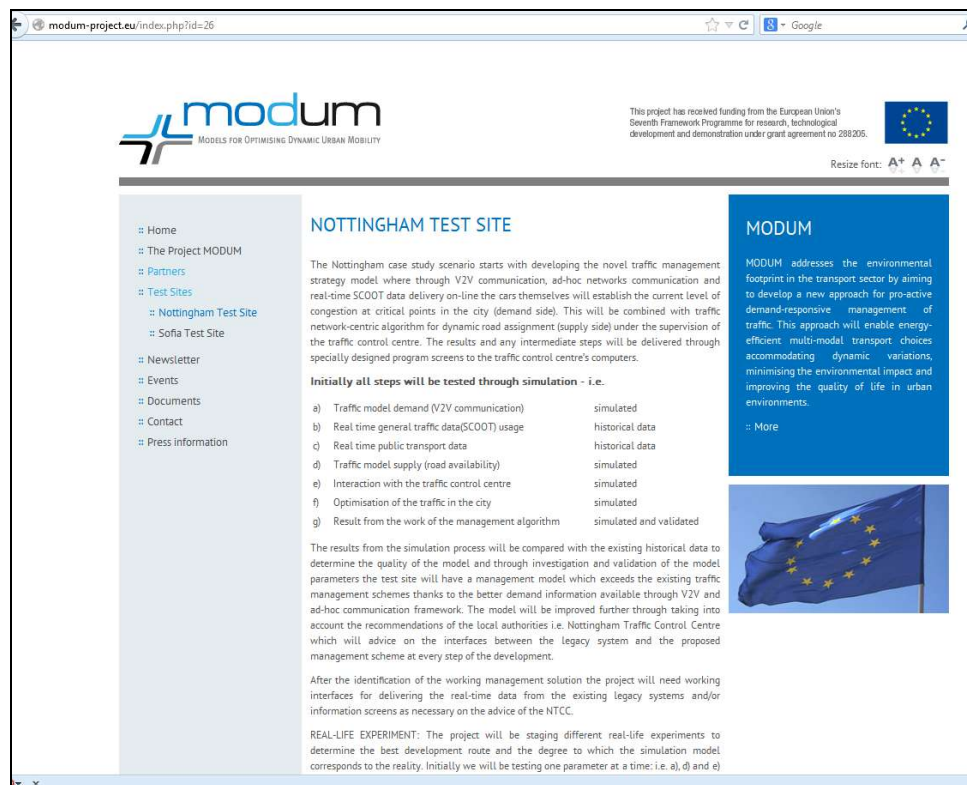 modum-project.eu/index.php?id=26
Google
modum
MODELS FOR OPTIMISING DYNAMIC URBAN MOBILITY
This project has received funding from the European Union's
Seventh Framework Programme for research, technological
development and demonstration under grant agreement no 288205.
Resize font: A+ A A-
:: Home
:: The Project MODUM
:: Partners
:: Test Sites
:: Nottingham Test Site
:: Sofia Test Site
:: Newsletter
:: Events
:: Documents
:: Contact
:: Press information
NOTTINGHAM TEST SITE
The Nottingham case study scenario starts with developing the novel traffic management
strategy model where through V2V communication, ad-hoc networks communication and
real-time SCOOT data delivery on-line the cars themselves will establish the current level of
congestion at critical points in the city (demand side). This will be combined with traffic
network-centric algorithm for dynamic road assignment (supply side) under the supervision of
the traffic control centre. The results and any intermediate steps will be delivered through
specially designed program screens to the traffic control centre's computers.
Initially all steps will be tested through simulation - i.e.
a) Traffic model demand (V2V communication) simulated
b) Real time general traffic data(SCOOT) usage historical data
c) Real time public transport data historical data
d) Traffic model supply (road availability) simulated
e) Interaction with the traffic control centre simulated
f) Optimisation of the traffic in the city simulated
g) Result from the work of the management algorithm simulated and validated
The results from the simulation process will be compared with the existing historical data to
determine the quality of the model and through investigation and validation of the model
parameters the test site will have a management model which exceeds the existing traffic
management schemes thanks to the better demand information available through V2V and
ad-hoc communication framework. The model will be improved further through taking into
account the recommendations of the local authorities i.e. Nottingham Traffic Control Centre
which will advice on the interfaces between the legacy system and the proposed
management scheme at every step of the development.
After the identification of the working management solution the project will need working
interfaces for delivering the real-time data from the existing legacy systems and/or
information screens as necessary on the advice of the NTCC.
REAL-LIFE EXPERIMENT: The project will be staging different real-life experiments to
determine the best development route and the degree to which the simulation model
corresponds to the reality. Initially we will be testing one parameter at a time: i.e. a), d) and e)
MODUM
MODUM addresses the environmental
footprint in the transport sector by aiming
to develop a new approach for pro-active
demand-responsive management of
traffic. This approach will enable energy-
efficient multi-modal transport choices
accommodating dynamic variations,
minimising the environmental impact and
improving the quality of life in urban
environments.
:: More